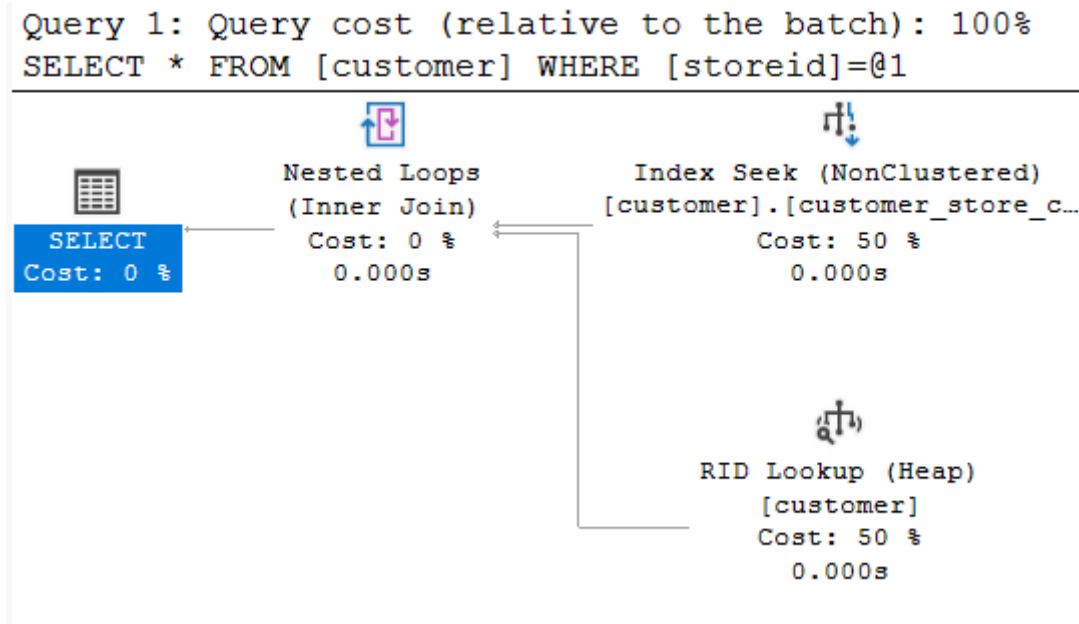 Query 1: Query cost (relative to the batch): 100%
SELECT * FROM [customer] WHERE [storeid]=@1
SELECT
Cost: 0 %
Nested Loops
(Inner Join)
Cost: 0 %
0.000s
Index Seek (NonClustered)
[customer].[customer_store_c…
Cost: 50 %
0.000s
RID Lookup (Heap)
[customer]
Cost: 50 %
0.000s